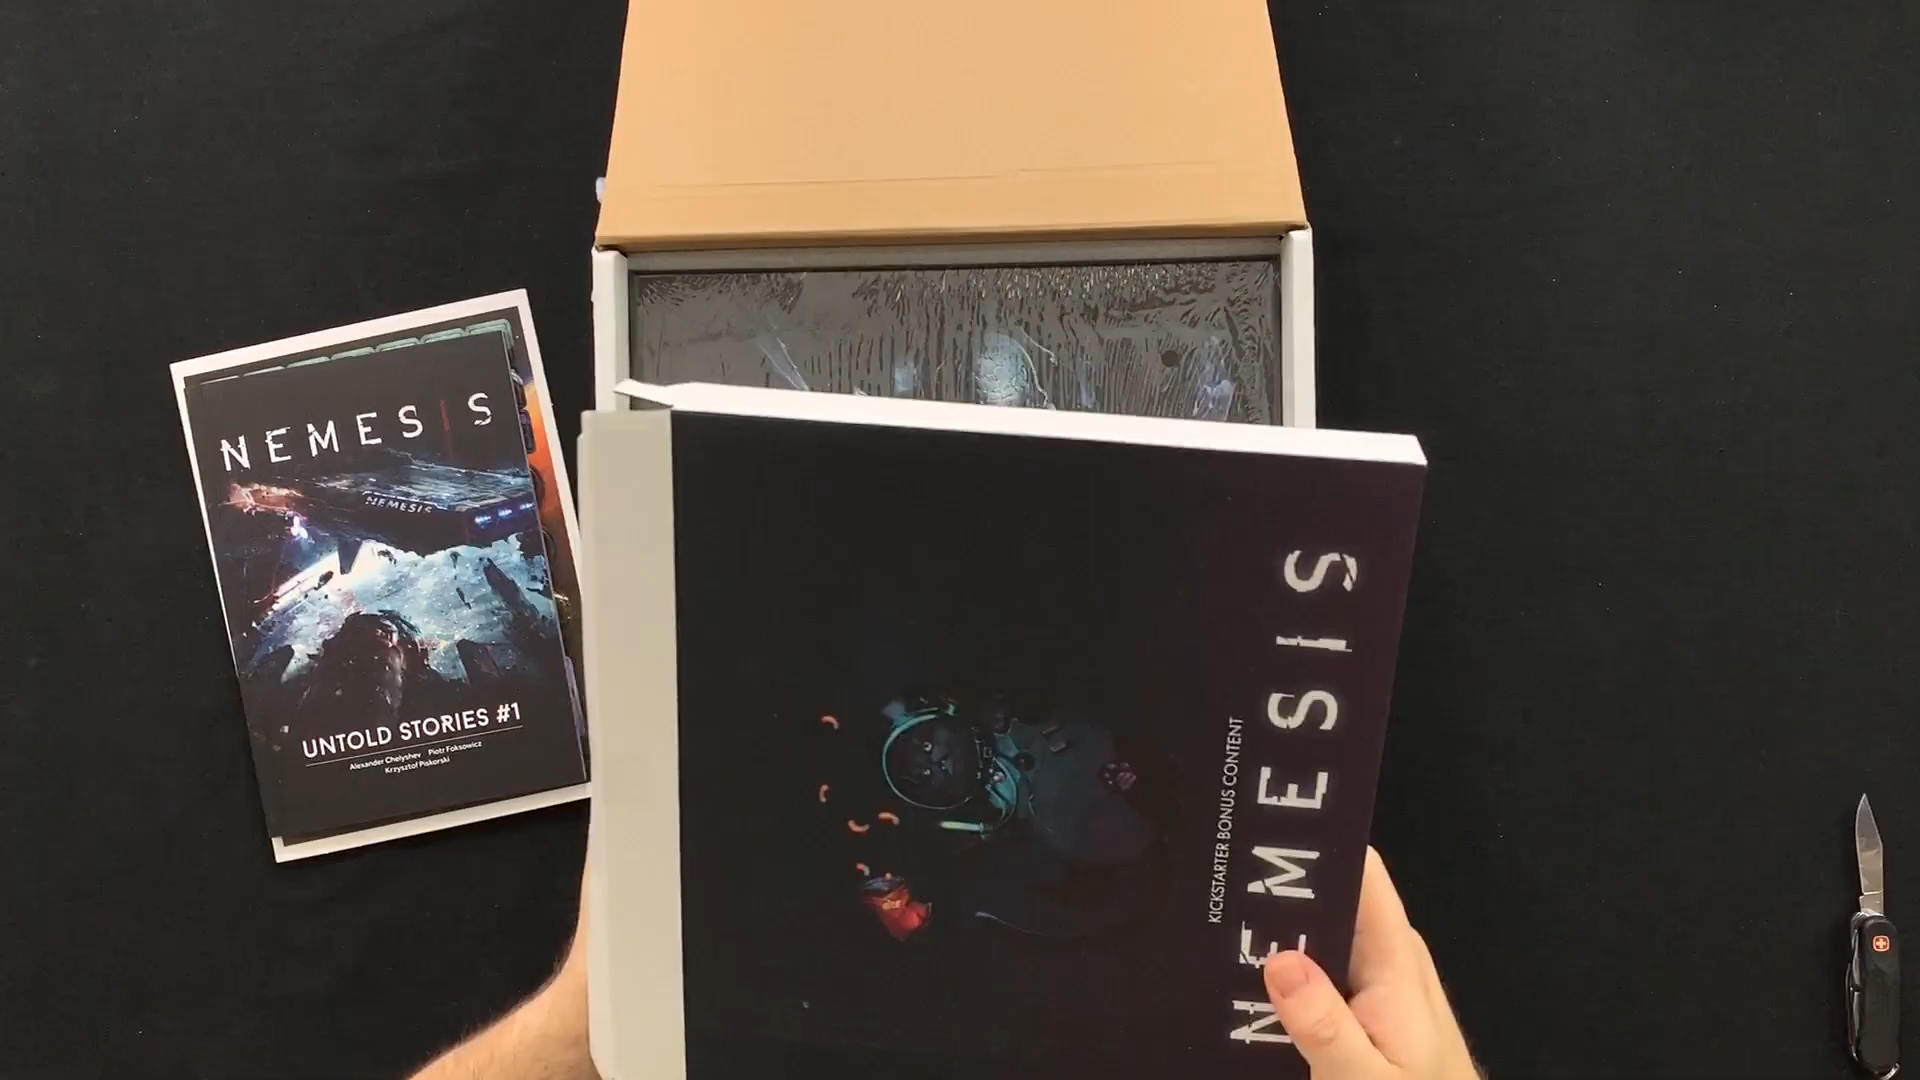 NEMESIS
NEMESIS
UNTOLD STORIES #1
Alexander Chelyshev Piotr Foksowicz
Krzysztof Piskorski
KICKSTARTER BONUS CONTENT
NEMESIS